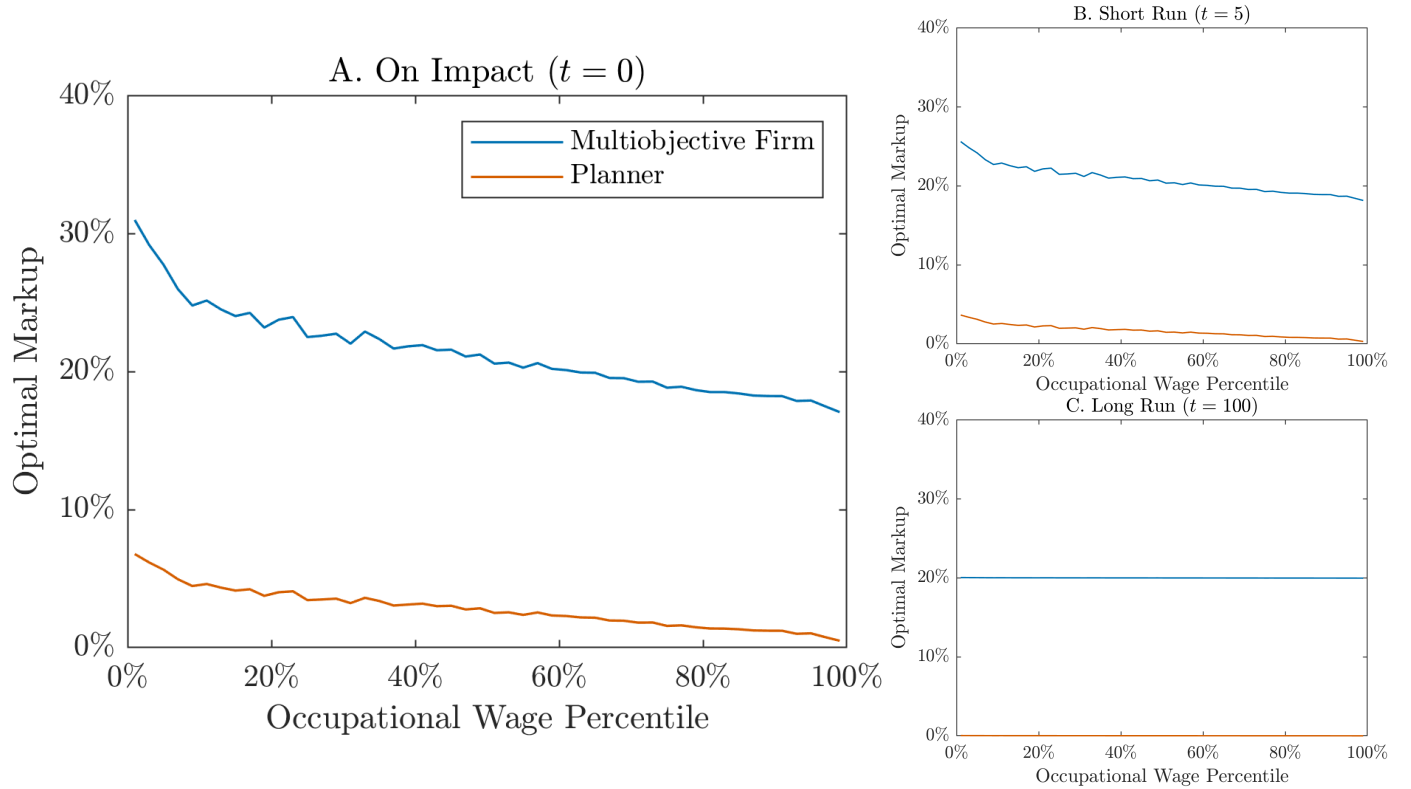 A. On Impact (t = 0)
40%
30%
20%
10%
0%
Optimal Markup
Multiobjective Firm
Planner
0% 20% 40% 60% 80% 100%
Occupational Wage Percentile
B. Short Run (t = 5)
40%
30%
20%
10%
0%
Optimal Markup
0% 20% 40% 60% 80% 100%
Occupational Wage Percentile
C. Long Run (t = 100)
40%
30%
20%
10%
0%
Optimal Markup
0% 20% 40% 60% 80% 100%
Occupational Wage Percentile